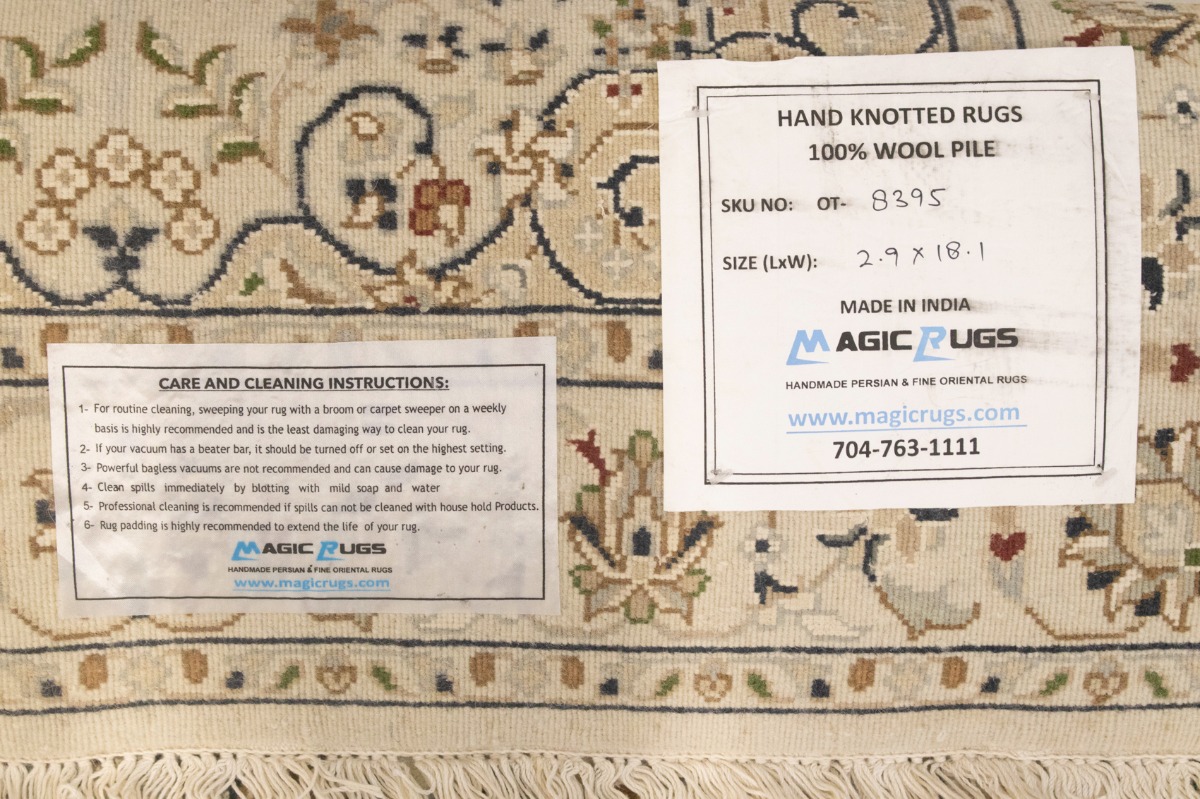 HAND KNOTTED RUGS
100% WOOL PILE
SKU NO: OT- 8395
SIZE (LxW): 2.9 X 18.1
MADE IN INDIA
MAGIC RUGS
HANDMADE PERSIAN & FINE ORIENTAL RUGS
www.magicrugs.com
704-763-1111
CARE AND CLEANING INSTRUCTIONS:
1- For routine cleaning, sweeping your rug with a broom or carpet sweeper on a weekly
basis is highly recommended and is the least damaging way to clean your rug.
2- If your vacuum has a beater bar, it should be turned off or set on the highest setting.
3- Powerful bagless vacuums are not recommended and can cause damage to your rug.
4- Clean spills immediately by blotting with mild soap and water
5- Professional cleaning is recommended if spills can not be cleaned with house hold Products.
6- Rug padding is highly recommended to extend the life of your rug.
MAGIC RUGS
HANDMADE PERSIAN & FINE ORIENTAL RUGS
www.magicrugs.com